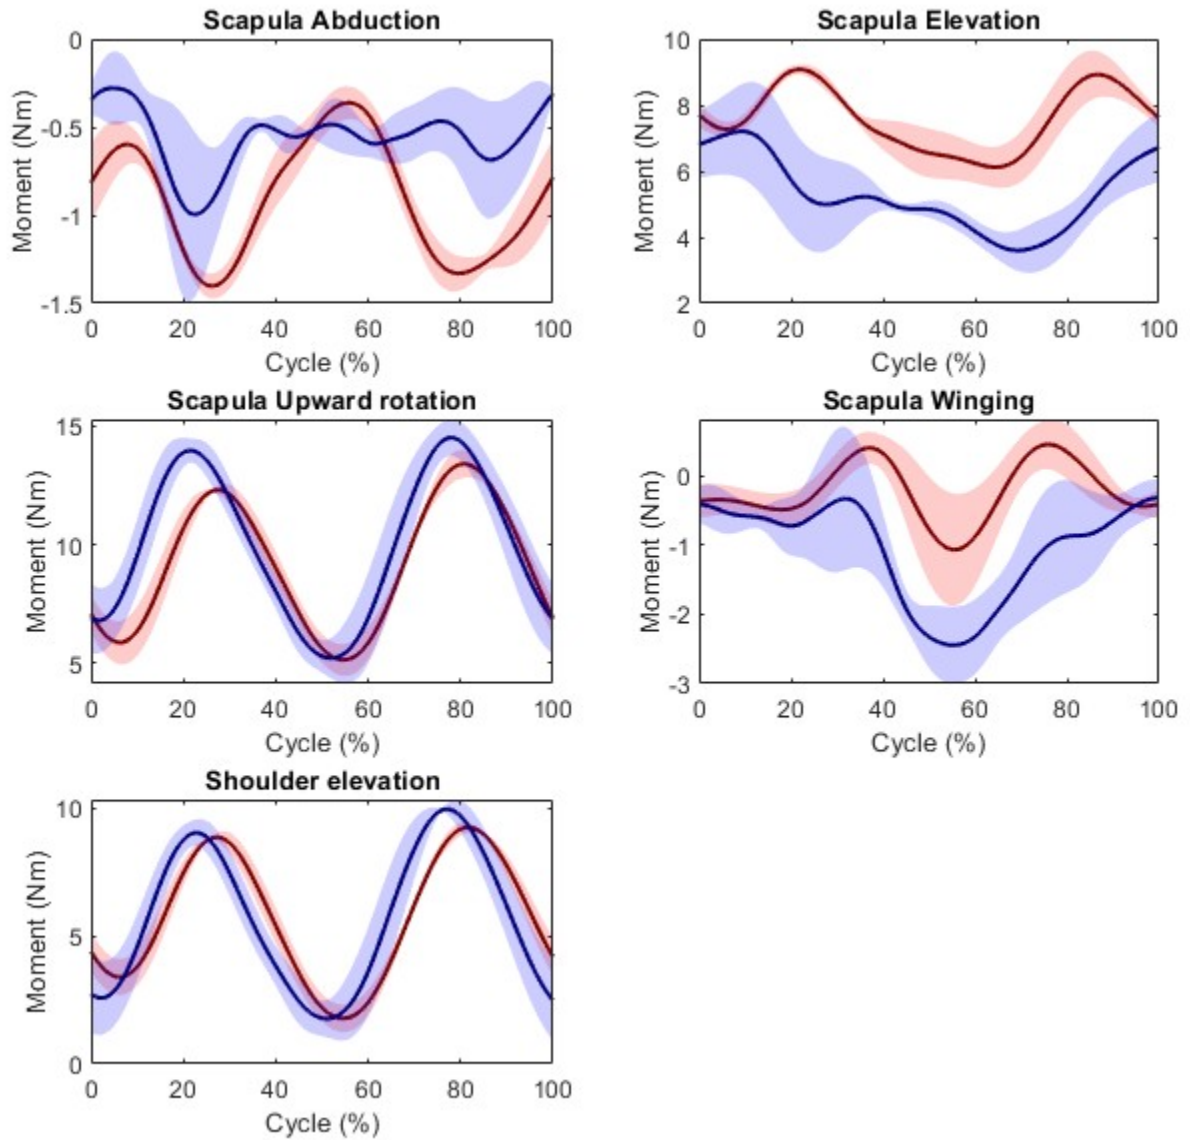 Scapula Abduction
0
-0.5
-1
-1.5
Moment (Nm)
0 20 40 60 80 100
Cycle (%)
Scapula Elevation
10
8
6
4
2
Moment (Nm)
0 20 40 60 80 100
Cycle (%)
Scapula Upward rotation
15
10
5
Moment (Nm)
0 20 40 60 80 100
Cycle (%)
Scapula Winging
0
-1
-2
-3
Moment (Nm)
0 20 40 60 80 100
Cycle (%)
Shoulder elevation
10
5
0
Moment (Nm)
0 20 40 60 80 100
Cycle (%)